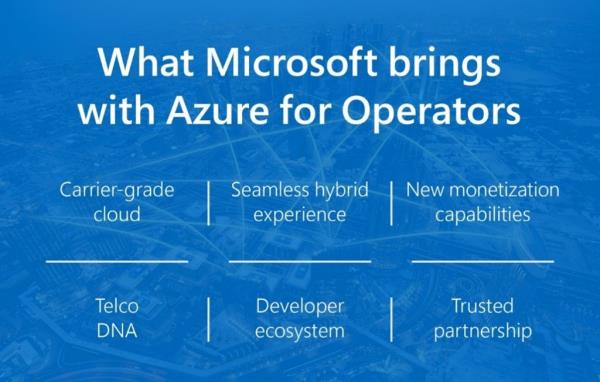 What Microsoft brings
with Azure for Operators
Carrier-grade
cloud
Seamless hybrid
experience
New monetization
capabilities
Telco
DNA
Developer
ecosystem
Trusted
partnership